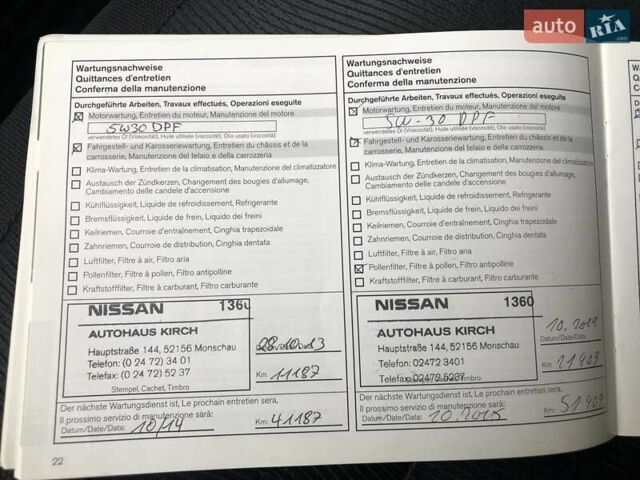 auto RIA.com
Wartungsnachweise
Quittances d'entretien
Conferma della manutenzione
Durchgeführte Arbeiten, Travaux effectués, Operazioni eseguite
Motorwartung, Entretien du moteur, Manutenzione del motore
5W30 DPF
verwendetes Öl (Viskosität), Huile utilisée (viscosité), Olio usato (viscosità)
Fahrgestell- und Karosseriewartung, Entretien du châssis et de la
carrosserie, Manutenzione del telaio e della carrozzeria
Klima-Wartung, Entretien de la climatisation, Manutenzione del climatizzatore
Austausch der Zündkerzen, Changement des bougies d'allumage,
Cambiamento delle candele d'accensione
Kühlflüssigkeit, Liquide de refroidissement, Refrigerante
Bremsflüssigkeit, Liquide de frein, Liquido dei freini
Keilriemen, Courroie d'entraînement, Cinghia trapezoidale
Zahnriemen, Courroie de distribution, Cinghia dentata
Luftfilter, Filtre à air, Filtro aria
Pollenfilter, Filtre à pollen, Filtro antipolline
Kraftstofffilter, Filtre à carburant, Filtro carburante
NISSAN 1360
AUTOHAUS KIRCH
Hauptstraße 144, 52156 Monschau
Telefon: (0 24 72) 34 01
Telefax: (0 24 72) 52 37
Stempel, Cachet, Timbro
28.10.13
Km 11187
Der nächste Wartungsdienst ist, Le prochain entretien sera,
Il prossimo servizio di manutenzione sarà:
Datum/Date/Data: 10/14 Km: 41187
22
Wartungsnachweise
Quittances d'entretien
Conferma della manutenzione
Durchgeführte Arbeiten, Travaux effectués, Operazioni eseguite
Motorwartung, Entretien du moteur, Manutenzione del motore
5W-30 DPF
verwendetes Öl (Viskosität), Huile utilisée (viscosité), Olio usato (viscosità)
Fahrgestell- und Karosseriewartung, Entretien du châssis et de la
carrosserie, Manutenzione del telaio e della carrozzeria
Klima-Wartung, Entretien de la climatisation, Manutenzione del climatizzatore
Austausch der Zündkerzen, Changement des bougies d'allumage,
Cambiamento delle candele d'accensione
Kühlflüssigkeit, Liquide de refroidissement, Refrigerante
Bremsflüssigkeit, Liquide de frein, Liquido dei freini
Keilriemen, Courroie d'entraînement, Cinghia trapezoidale
Zahnriemen, Courroie de distribution, Cinghia dentata
Luftfilter, Filtre à air, Filtro aria
Pollenfilter, Filtre à pollen, Filtro antipolline
Kraftstofffilter, Filtre à carburant, Filtro carburante
NISSAN 1360
AUTOHAUS KIRCH
Hauptstraße 144, 52156 Monschau
Telefon: 02472 3401
Telefax: 02472 5237
10.2014
Datum/Date/Data
Km 21409
Der nächste Wartungsdienst ist, Le prochain entretien sera,
Il prossimo servizio di manutenzione sarà:
Datum/Date/Data: 10.2015 Km: 51409